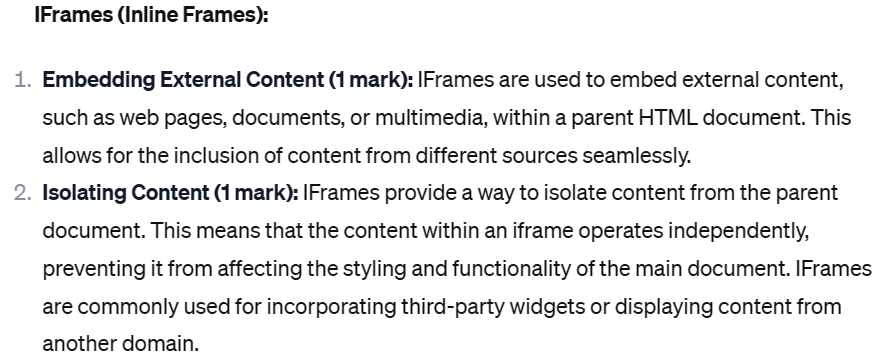 IFrames (Inline Frames):
1. Embedding External Content (1 mark): IFrames are used to embed external content,
such as web pages, documents, or multimedia, within a parent HTML document. This
allows for the inclusion of content from different sources seamlessly.
2. Isolating Content (1 mark): IFrames provide a way to isolate content from the parent
document. This means that the content within an iframe operates independently,
preventing it from affecting the styling and functionality of the main document. IFrames
are commonly used for incorporating third-party widgets or displaying content from
another domain.